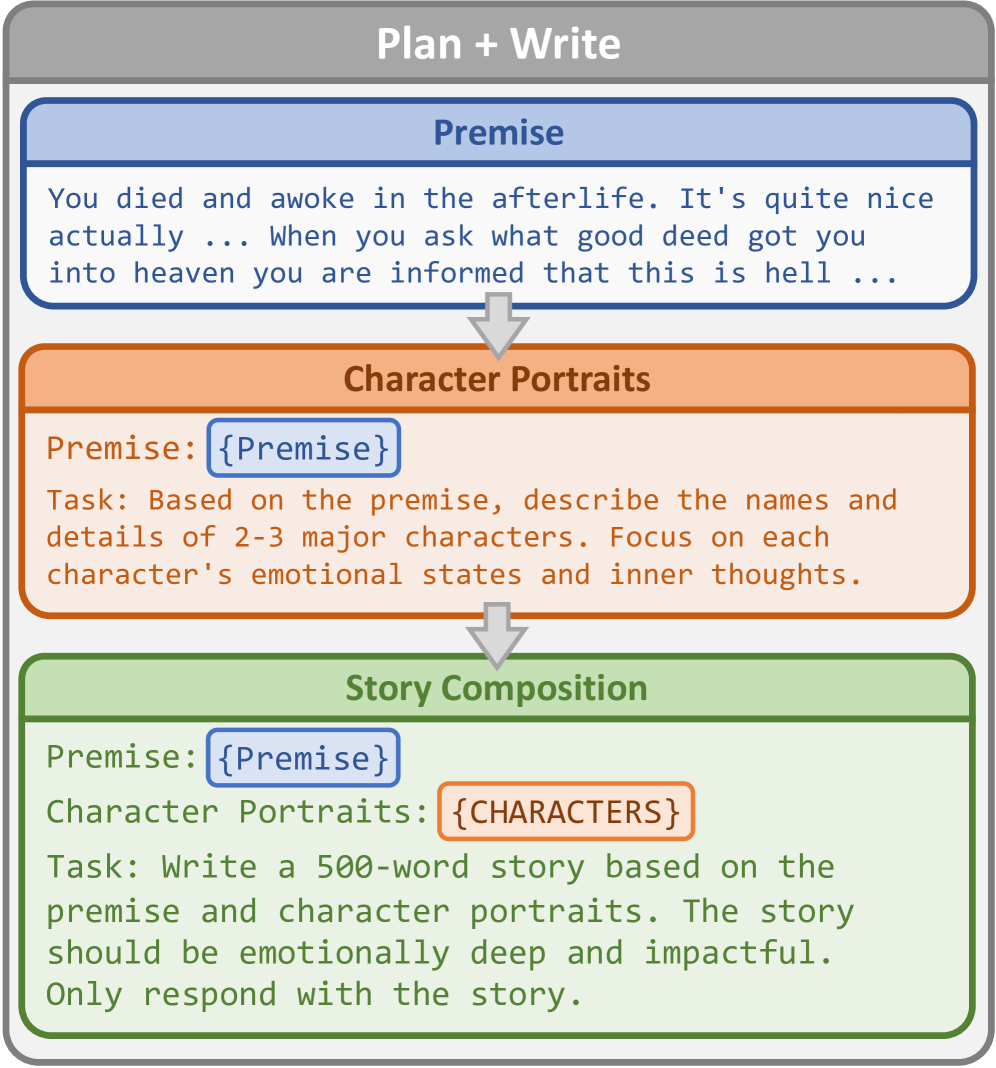 Plan + Write
Premise
You died and awoke in the afterlife. It's quite nice
actually ... When you ask what good deed got you
into heaven you are informed that this is hell ...
Character Portraits
Premise: {Premise}
Task: Based on the premise, describe the names and
details of 2-3 major characters. Focus on each
character's emotional states and inner thoughts.
Story Composition
Premise: {Premise}
Character Portraits: {CHARACTERS}
Task: Write a 500-word story based on the
premise and character portraits. The story
should be emotionally deep and impactful.
Only respond with the story.